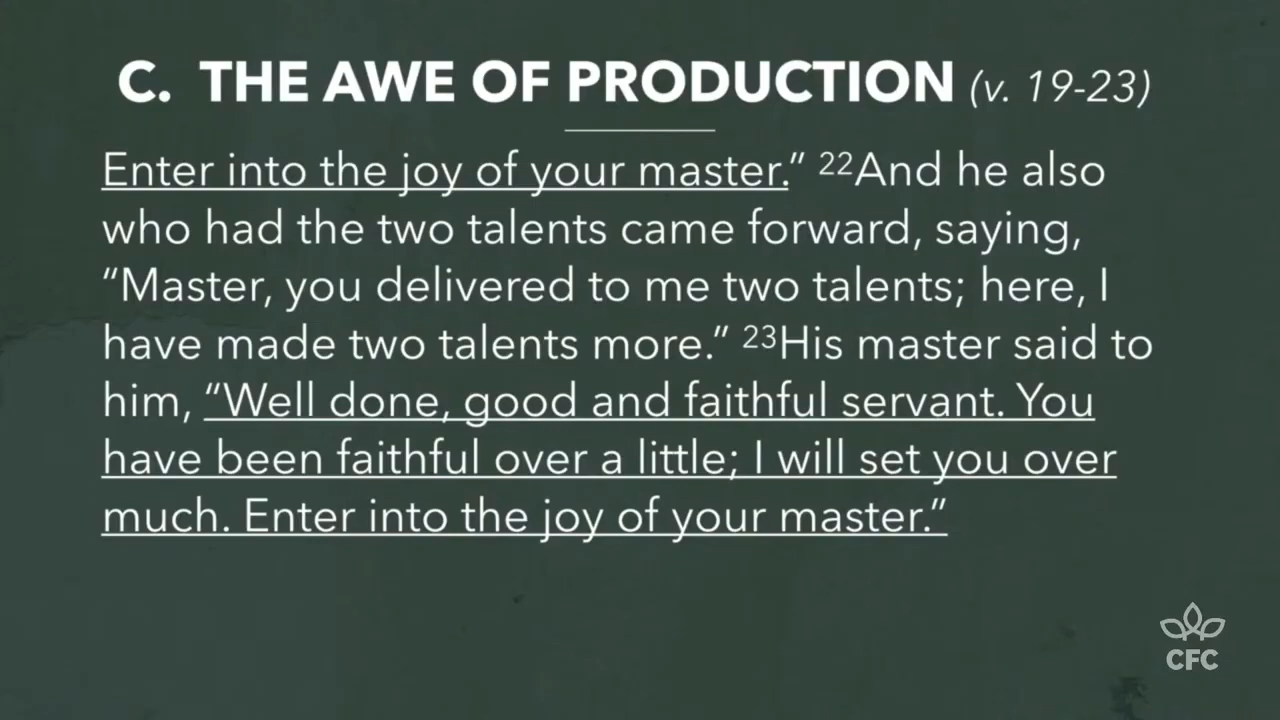 C. THE AWE OF PRODUCTION (v. 19-23)
Enter into the joy of your master.” ²²And he also
who had the two talents came forward, saying,
“Master, you delivered to me two talents; here, I
have made two talents more.” ²³His master said to
him, “Well done, good and faithful servant. You
have been faithful over a little; I will set you over
much. Enter into the joy of your master.”
CFC